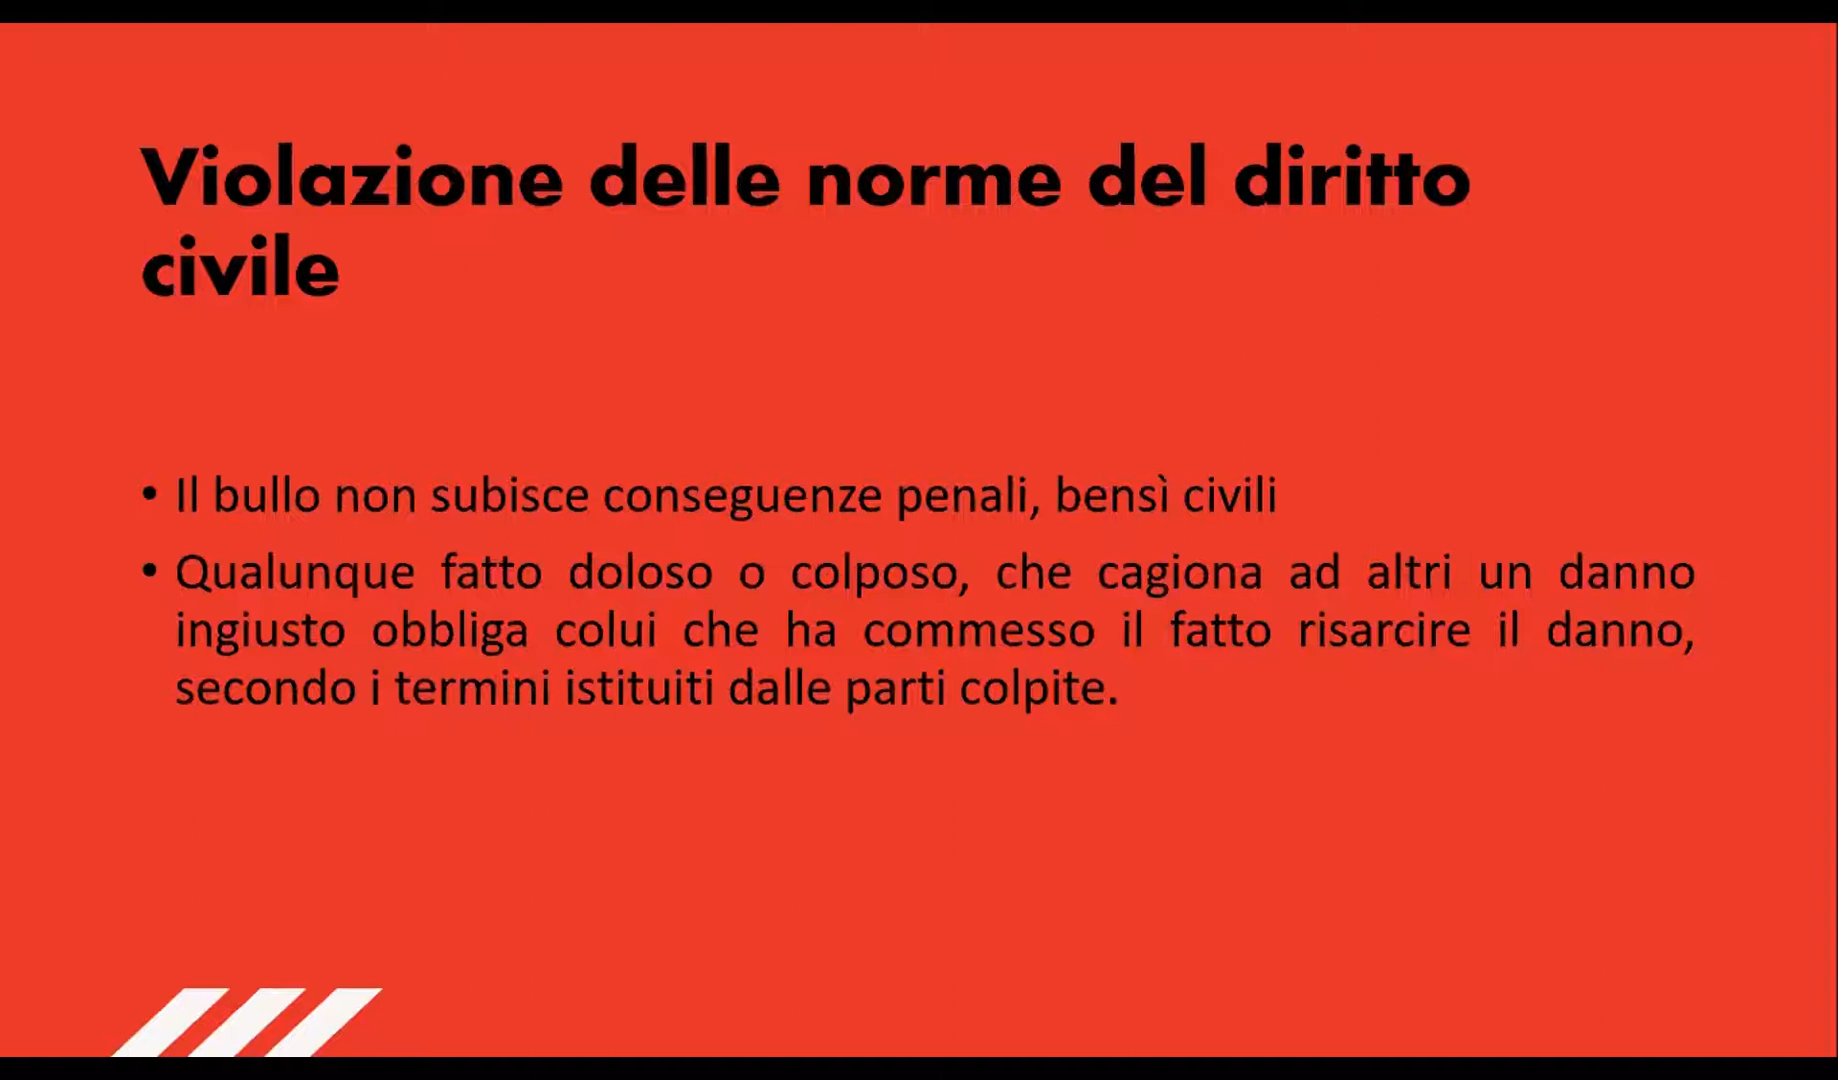 Violazione delle norme del diritto
civile
• Il bullo non subisce conseguenze penali, bensì civili
• Qualunque fatto doloso o colposo, che cagiona ad altri un danno
ingiusto obbliga colui che ha commesso il fatto risarcire il danno,
secondo i termini istituiti dalle parti colpite.